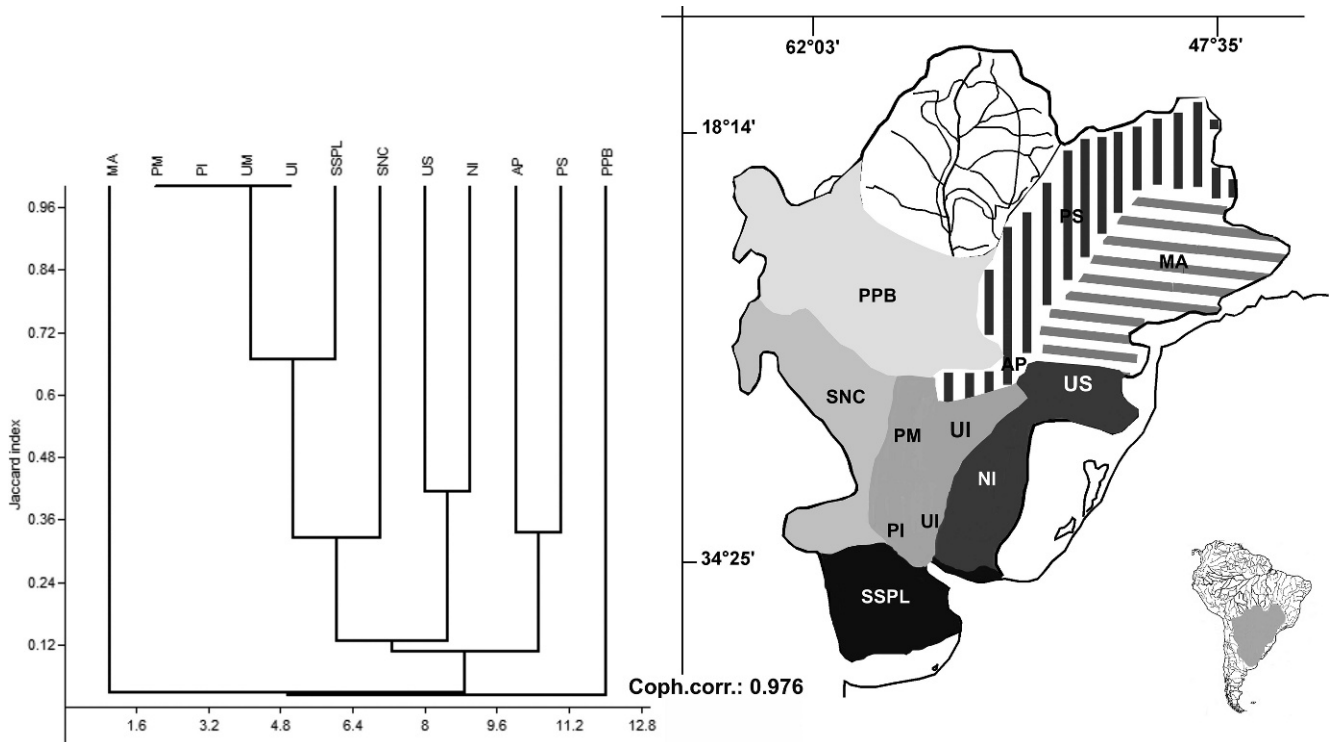 62°03'
47°35'
18°14'
MA
PM
PI
UM
UI
SSPL
SNC
US
NI
AP
PS
PPB
0.96
0.84
0.72
0.6
0.48
0.36
0.24
0.12
Jaccard index
1.6
3.2
4.8
6.4
8
9.6
11.2
12.8
PS
MA
PPB
AP
US
SNC
PM
UI
NI
PI
UI
34°25'
SSPL
Coph.corr.: 0.976